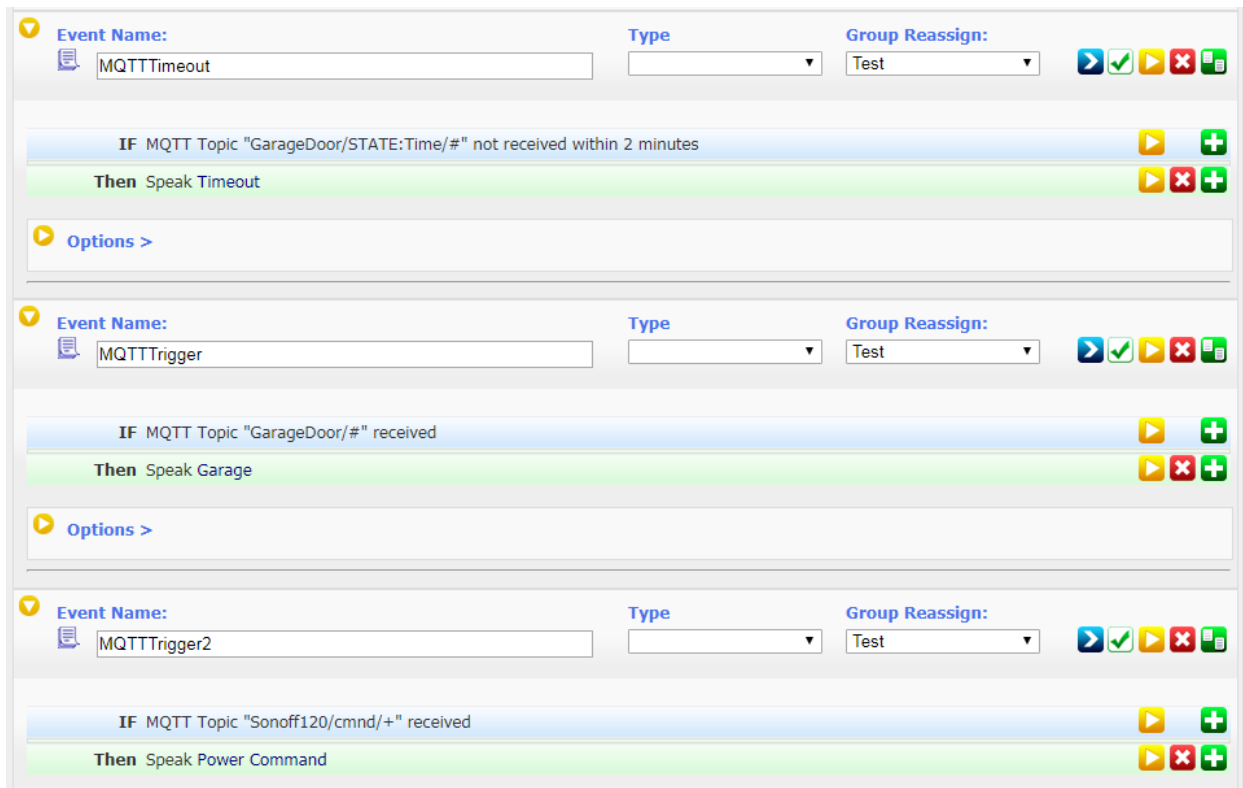 Event Name: Type Group Reassign:
MQTTTimeout Test
IF MQTT Topic "GarageDoor/STATE:Time/#" not received within 2 minutes
Then Speak Timeout
Options >
Event Name: Type Group Reassign:
MQTTTrigger Test
IF MQTT Topic "GarageDoor/#" received
Then Speak Garage
Options >
Event Name: Type Group Reassign:
MQTTTrigger2 Test
IF MQTT Topic "Sonoff120/cmnd/+" received
Then Speak Power Command